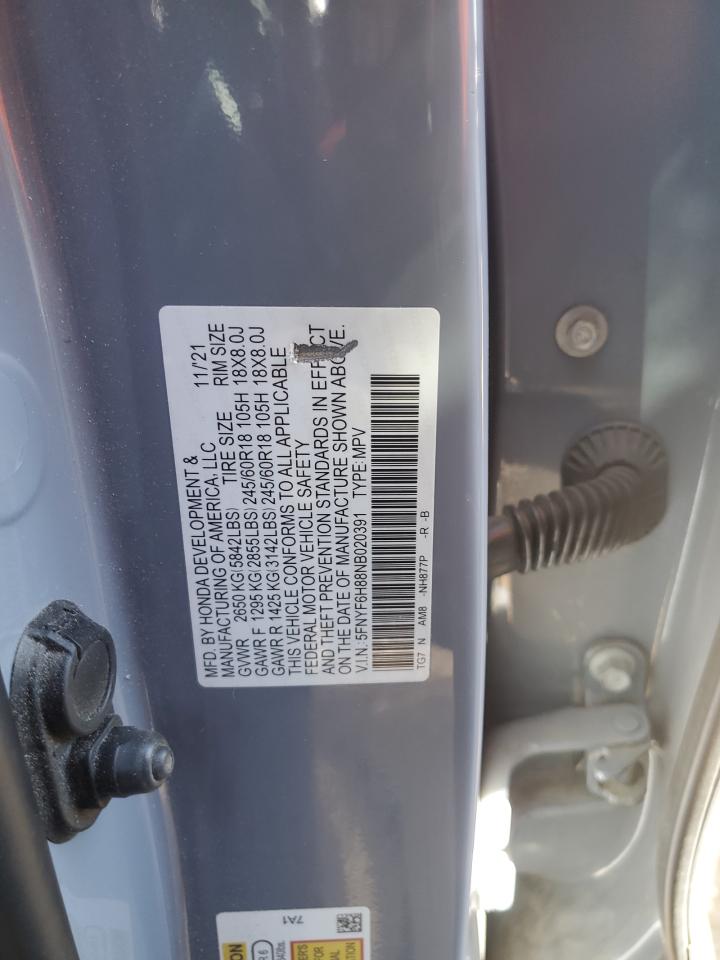 MFD. BY HONDA DEVELOPMENT & 11/'21
MANUFACTURING OF AMERICA, LLC
TIRE SIZE RIM SIZE
GVWR 2650 KG(5842LBS)
GAWR F 1295 KG(2855LBS) 245/60R18 105H 18X8.0J
GAWR R 1425 KG(3142LBS) 245/60R18 105H 18X8.0J
THIS VEHICLE CONFORMS TO ALL APPLICABLE
FEDERAL MOTOR VEHICLE SAFETY
AND THEFT PREVENTION STANDARDS IN EFFECT
ON THE DATE OF MANUFACTURE SHOWN ABOVE.
V.I.N.: 5FNYF6H88NB020391 TYPE: MPV
TG7 N AM8 -NH877P -R -B
7A1